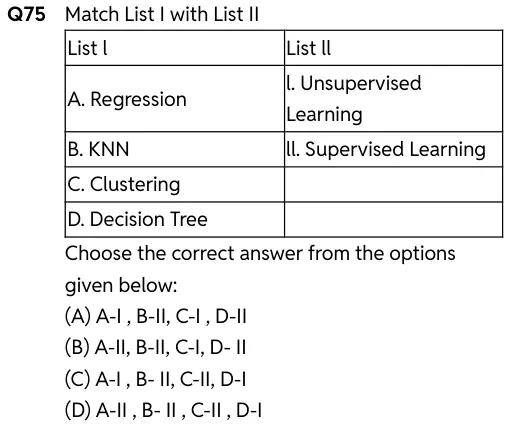 Q75 Match List I with List II
List l List ll
A. Regression l. Unsupervised Learning
B. KNN ll. Supervised Learning
C. Clustering
D. Decision Tree
Choose the correct answer from the options
given below:
(A) A-I , B-II, C-I , D-II
(B) A-II, B-II, C-I, D- II
(C) A-I , B- II, C-II, D-I
(D) A-II , B- II , C-II , D-I